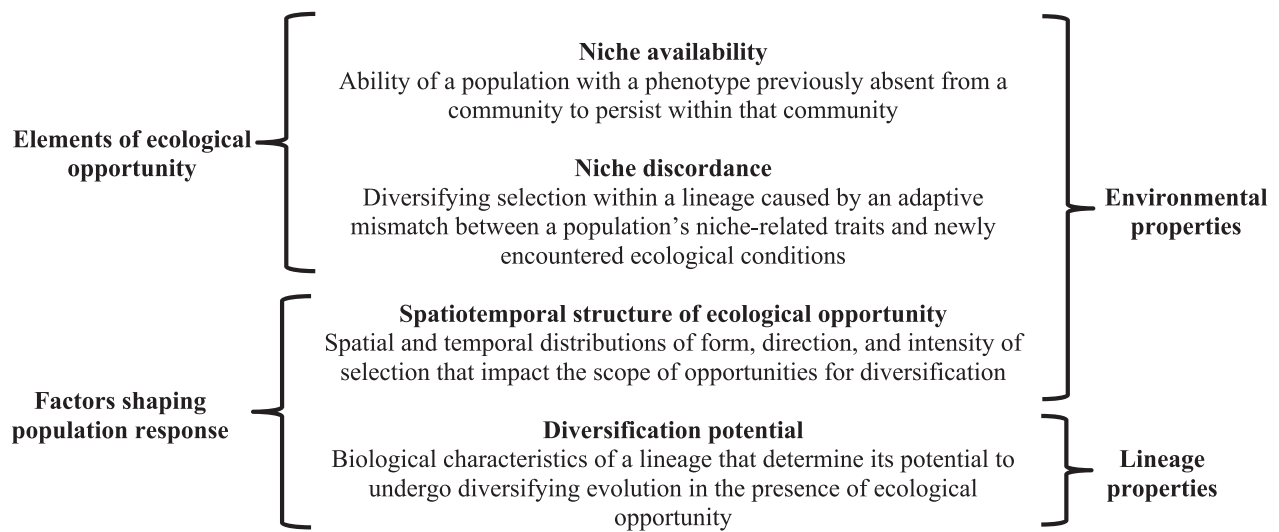 Elements of ecological
opportunity
Niche availability
Ability of a population with a phenotype previously absent from a
community to persist within that community
Niche discordance
Diversifying selection within a lineage caused by an adaptive
mismatch between a population’s niche-related traits and newly
encountered ecological conditions
Environmental
properties
Factors shaping
population response
Spatiotemporal structure of ecological opportunity
Spatial and temporal distributions of form, direction, and intensity of
selection that impact the scope of opportunities for diversification
Diversification potential
Biological characteristics of a lineage that determine its potential to
undergo diversifying evolution in the presence of ecological
opportunity
Lineage
properties